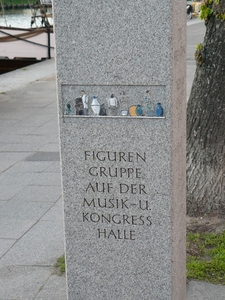 FIGUREN
GRUPPE
AUF DER
MUSIK-U.
KONGRESS
HALLE